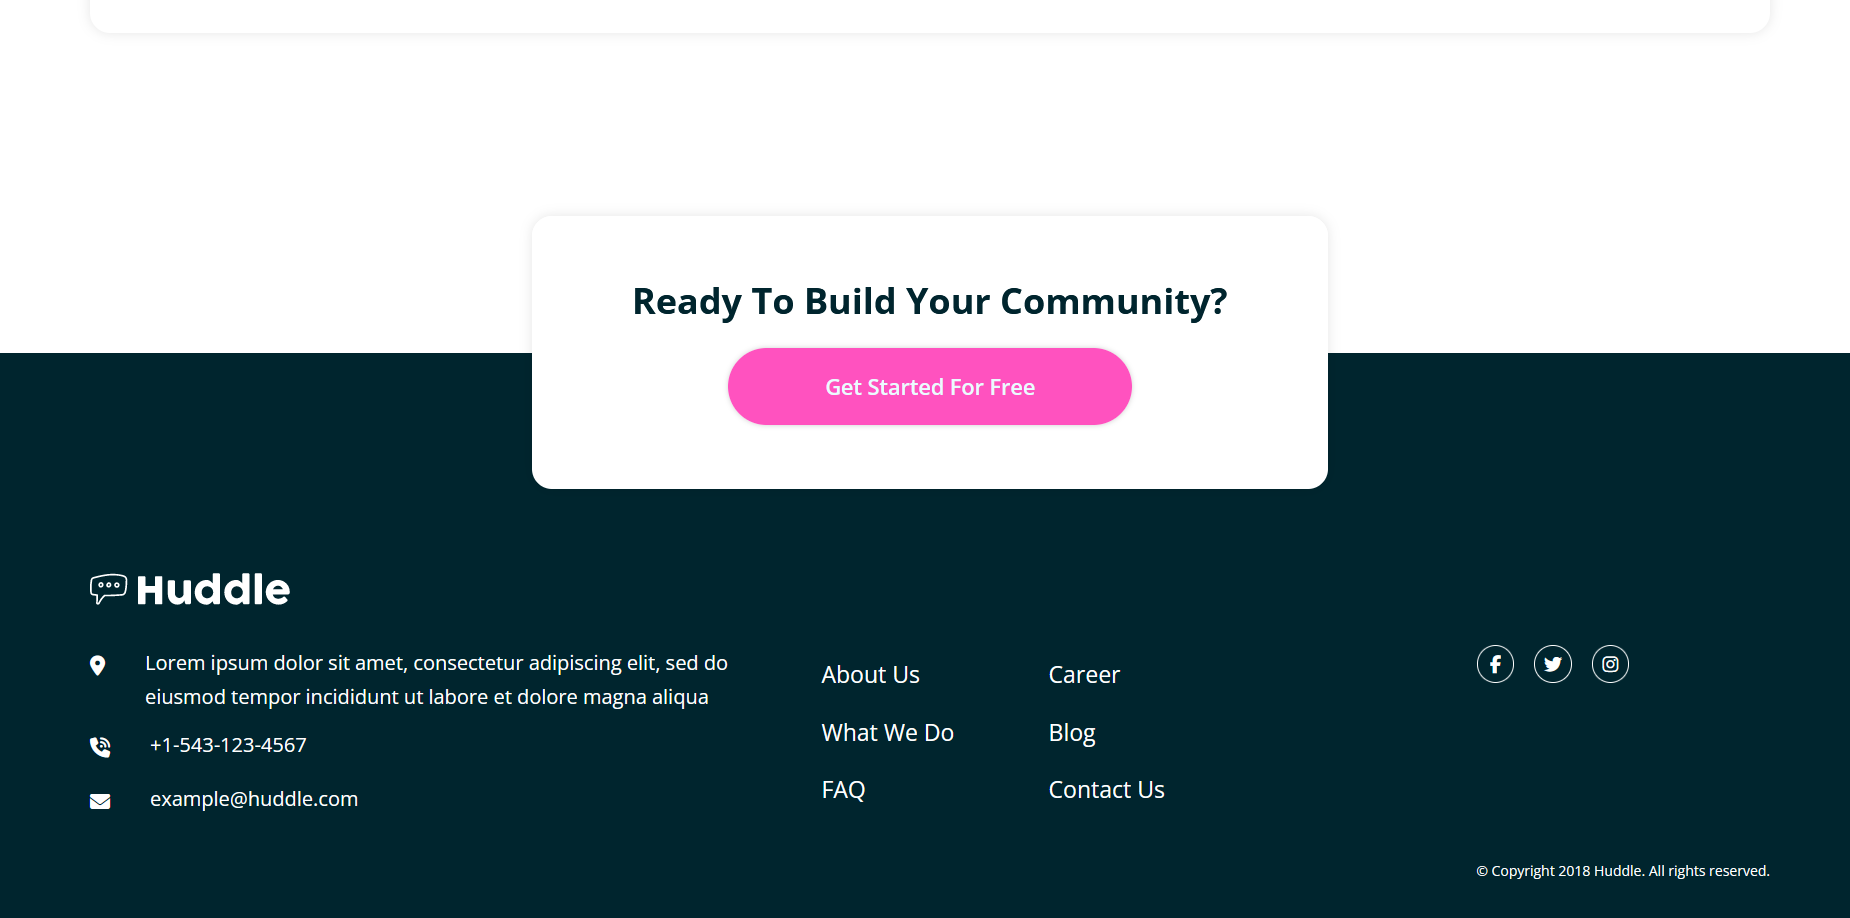 Ready To Build Your Community?
Get Started For Free
Huddle
Lorem ipsum dolor sit amet, consectetur adipiscing elit, sed do
eiusmod tempor incididunt ut labore et dolore magna aliqua
+1-543-123-4567
example@huddle.com
About Us
What We Do
FAQ
Career
Blog
Contact Us
© Copyright 2018 Huddle. All rights reserved.